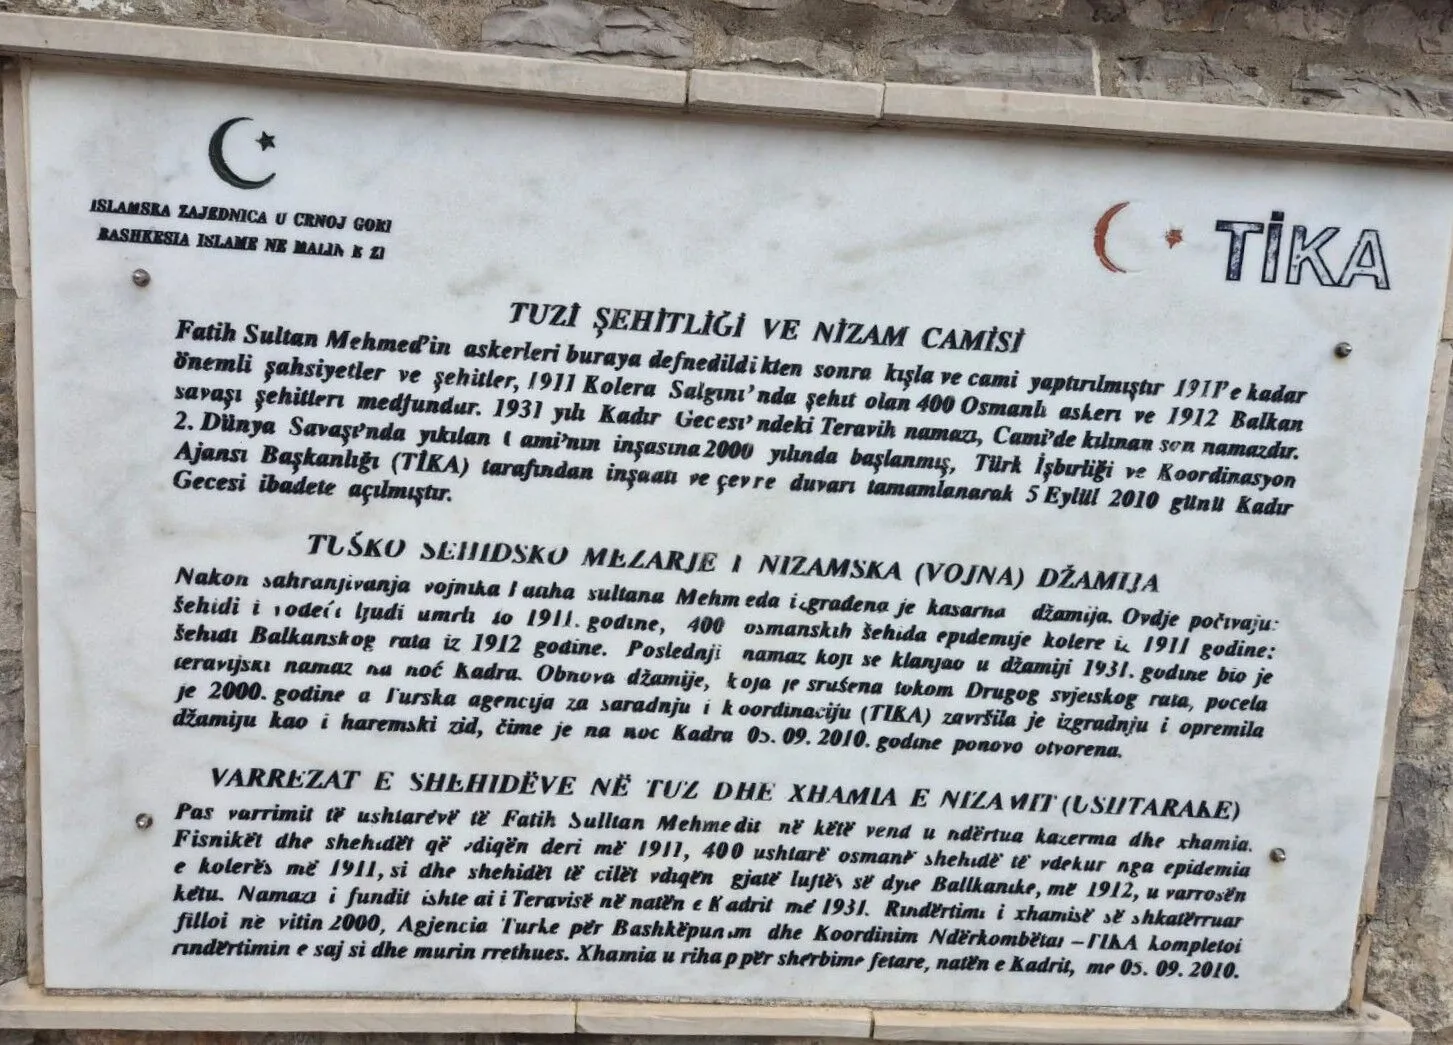 ISLAMSKA ZAJEDNICA U CRNOJ GORI
BASHKESIA ISLAME NE MALIN E ZI
TİKA
TUZİ ŞEHİTLİĞİ VE NİZAM CAMİSİ
Fatih Sultan Mehmed'in askerleri buraya defnedildikten sonra kışla ve cami yaptırılmıştır 1911'e kadar
önemli şahsiyetler ve şehitler, 1911 Kolera Salgını'nda şehit olan 400 Osmanlı askeri ve 1912 Balkan
savaşı şehitleri medfundur. 1931 yılı Kadir Gecesi'ndeki Teravih namazı, Cami'de kılınan son namazdır.
2. Dünya Savaşı'nda yıkılan Cami'nin inşasına 2000 yılında başlanmış, Türk İşbirliği ve Koordinasyon
Ajansı Başkanlığı (TİKA) tarafından inşaatı ve çevre duvarı tamamlanarak 5 Eylül 2010 günü Kadir
Gecesi ibadete açılmıştır.
TUŠKO ŠEHIDSKO MEZARJE I NIZAMSKA (VOJNA) DŽAMIJA
Nakon sahranjivanja vojnika Fatiha sultana Mehmeda izgrađena je kasarna džamija. Ovdje počivaju:
šehidi i vodeći ljudi umrli to 1911. godine, 400 osmanskih šehida epidemije kolere iz 1911 godine;
šehidi Balkanskog rata iz 1912 godine. Poslednji namaz koji se klanjao u džamiji 1931. godine bio je
teravijski namaz na noć Kadra. Obnova džamije, koja je srušena tokom Drugog svjetskog rata, pocela
je 2000. godine a Turska agencija za saradnju i koordinaciju (TIKA) završila je izgradnju i opremila
džamiju kao i haremski zid, čime je na noc Kadra 05. 09. 2010. godine ponovo otvorena.
VARREZAT E SHEHIDËVE NË TUZ DHE XHAMIA E NIZAMIT (USHTARAKE)
Pas varrimit të ushtarëvë të Fatih Sulltan Mehmedit në këtë vend u ndërtua kazerma dhe xhamia.
Fisnikët dhe shehidët që vdiqën deri më 1911, 400 ushtarë osmanë shehidë të vdekur nga epidemia
e kolerës më 1911, si dhe shehidët të cilët vdiqën gjatë luftës së dytë Ballkanike, më 1912, u varrosën
këtu. Namazi i fundit ishte ai i Teravisë në natën e Kadrit më 1931. Rindërtimi i xhamisë së shkatërruar
filloi ne vitin 2000, Agjencia Turke për Bashkëpunim dhe Koordinim Ndërkombëtar – TIKA kompletoi
rindërtimin e saj si dhe murin rrethues. Xhamia u rihap për shërbime fetare, natën e Kadrit, me 05. 09. 2010.